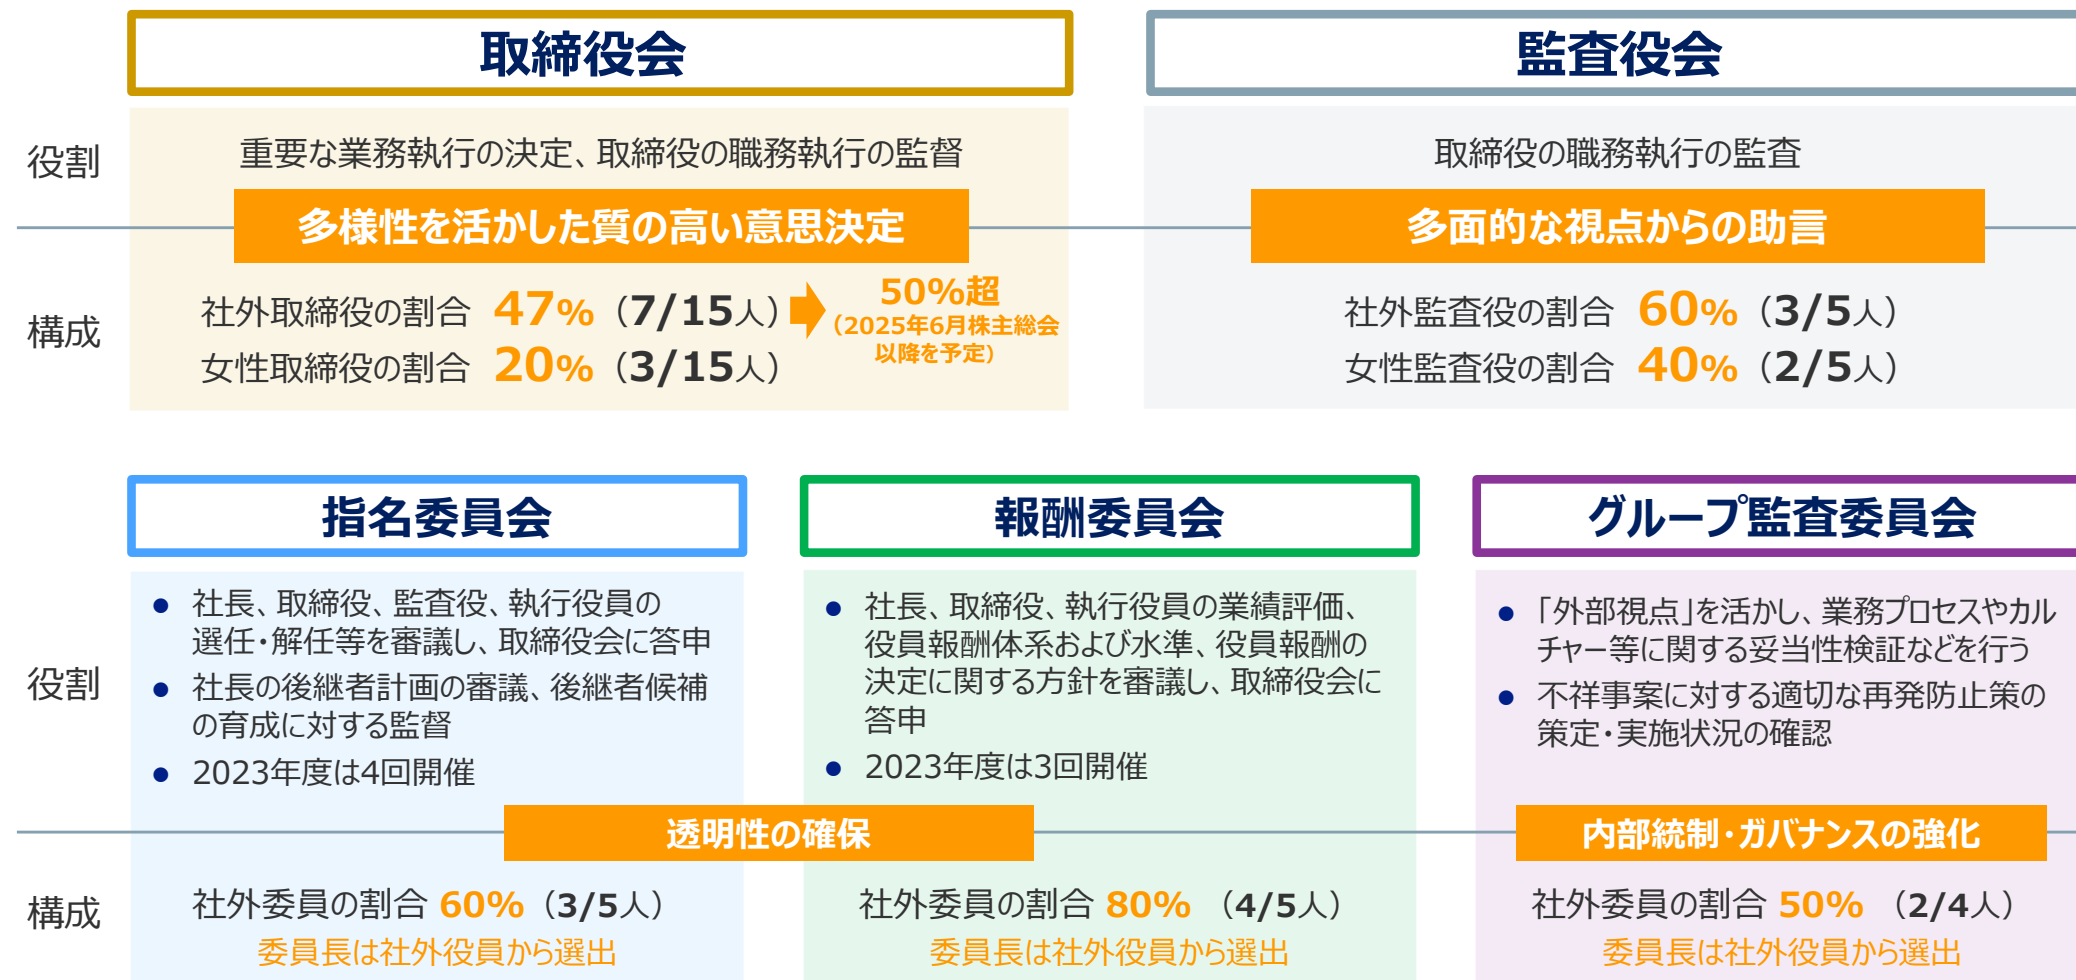 取締役会
監査役会
役割
重要な業務執行の決定、取締役の職務執行の監督
取締役の職務執行の監査
多様性を活かした質の高い意思決定
多面的な視点からの助言
構成
社外取締役の割合 47%（7/15人）
女性取締役の割合 20%（3/15人）
50%超
（2025年6月株主総会
以降を予定）
社外監査役の割合 60%（3/5人）
女性監査役の割合 40%（2/5人）
指名委員会
報酬委員会
グループ監査委員会
役割
● 社長、取締役、監査役、執行役員の
選任・解任等を審議し、取締役会に答申
● 社長の後継者計画の審議、後継者候補
の育成に対する監督
● 2023年度は4回開催
● 社長、取締役、執行役員の業績評価、
役員報酬体系および水準、役員報酬の
決定に関する方針を審議し、取締役会に
答申
● 2023年度は3回開催
● 「外部視点」を活かし、業務プロセスやカル
チャー等に関する妥当性検証などを行う
● 不祥事案に対する適切な再発防止策の
策定・実施状況の確認
透明性の確保
内部統制・ガバナンスの強化
構成
社外委員の割合 60%（3/5人）
委員長は社外役員から選出
社外委員の割合 80% （4/5人）
委員長は社外役員から選出
社外委員の割合 50% （2/4人）
委員長は社外役員から選出